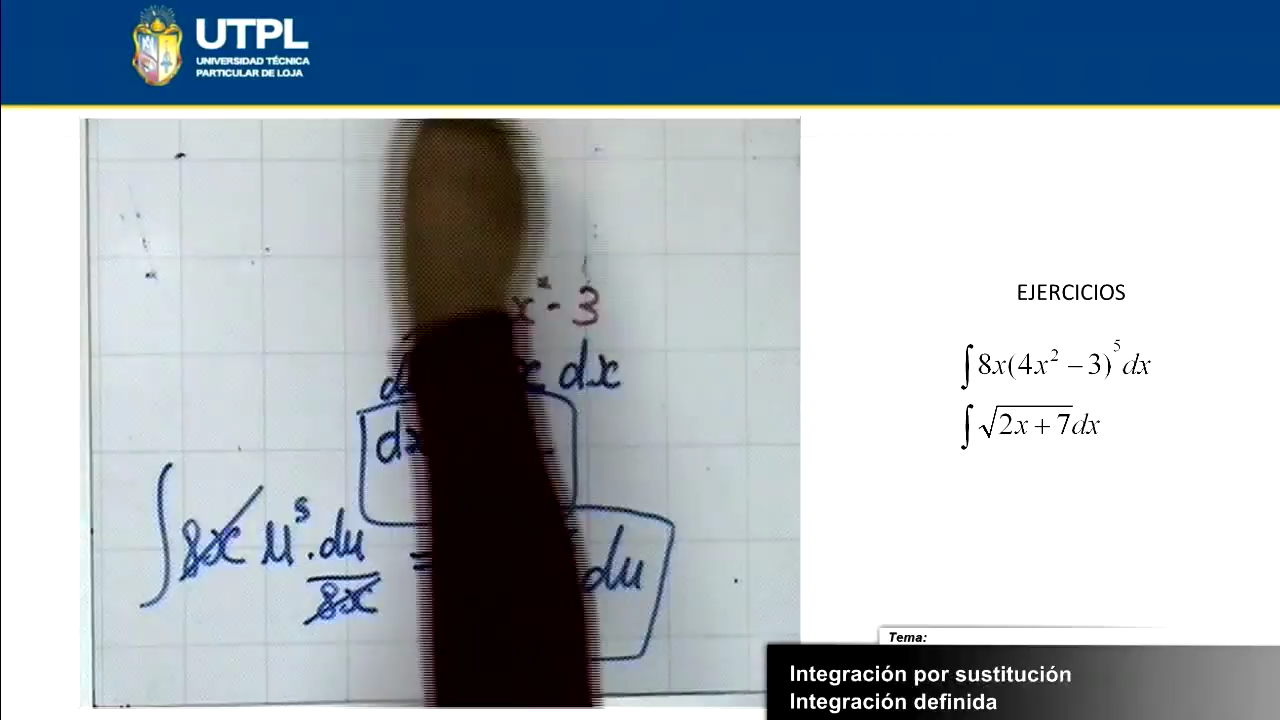 UTPL
UNIVERSIDAD TÉCNICA
PARTICULAR DE LOJA
x² - 3
dx
∫ 8x u⁵ . du / 8x =
du
EJERCICIOS
∫ 8x(4x² − 3)⁵ dx
∫ √(2x + 7) dx
Tema:
Integración por sustitución
Integración definida